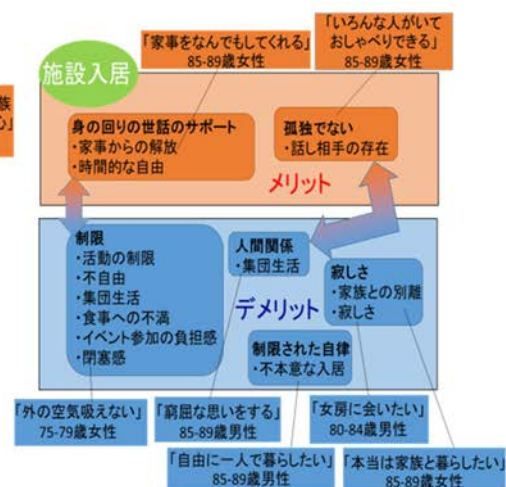 「家事をなんでもしてくれる」
85-89歳女性
「いろんな人がいて
おしゃべりできる」
85-89歳女性
施設入居
族
心」
身の回りの世話のサポート
・家事からの解放
・時間的な自由
孤独でない
・話し相手の存在
メリット
制限
・活動の制限
・不自由
・集団生活
・食事への不満
・イベント参加の負担感
・閉塞感
人間関係
・集団生活
デメリット
寂しさ
・家族との別離
・寂しさ
制限された自律
・不本意な入居
「外の空気吸えない」
75-79歳女性
「窮屈な思いをする」
85-89歳男性
「女房に会いたい」
80-84歳男性
「自由に一人で暮らしたい」
85-89歳男性
「本当は家族と暮らしたい」
85-89歳女性